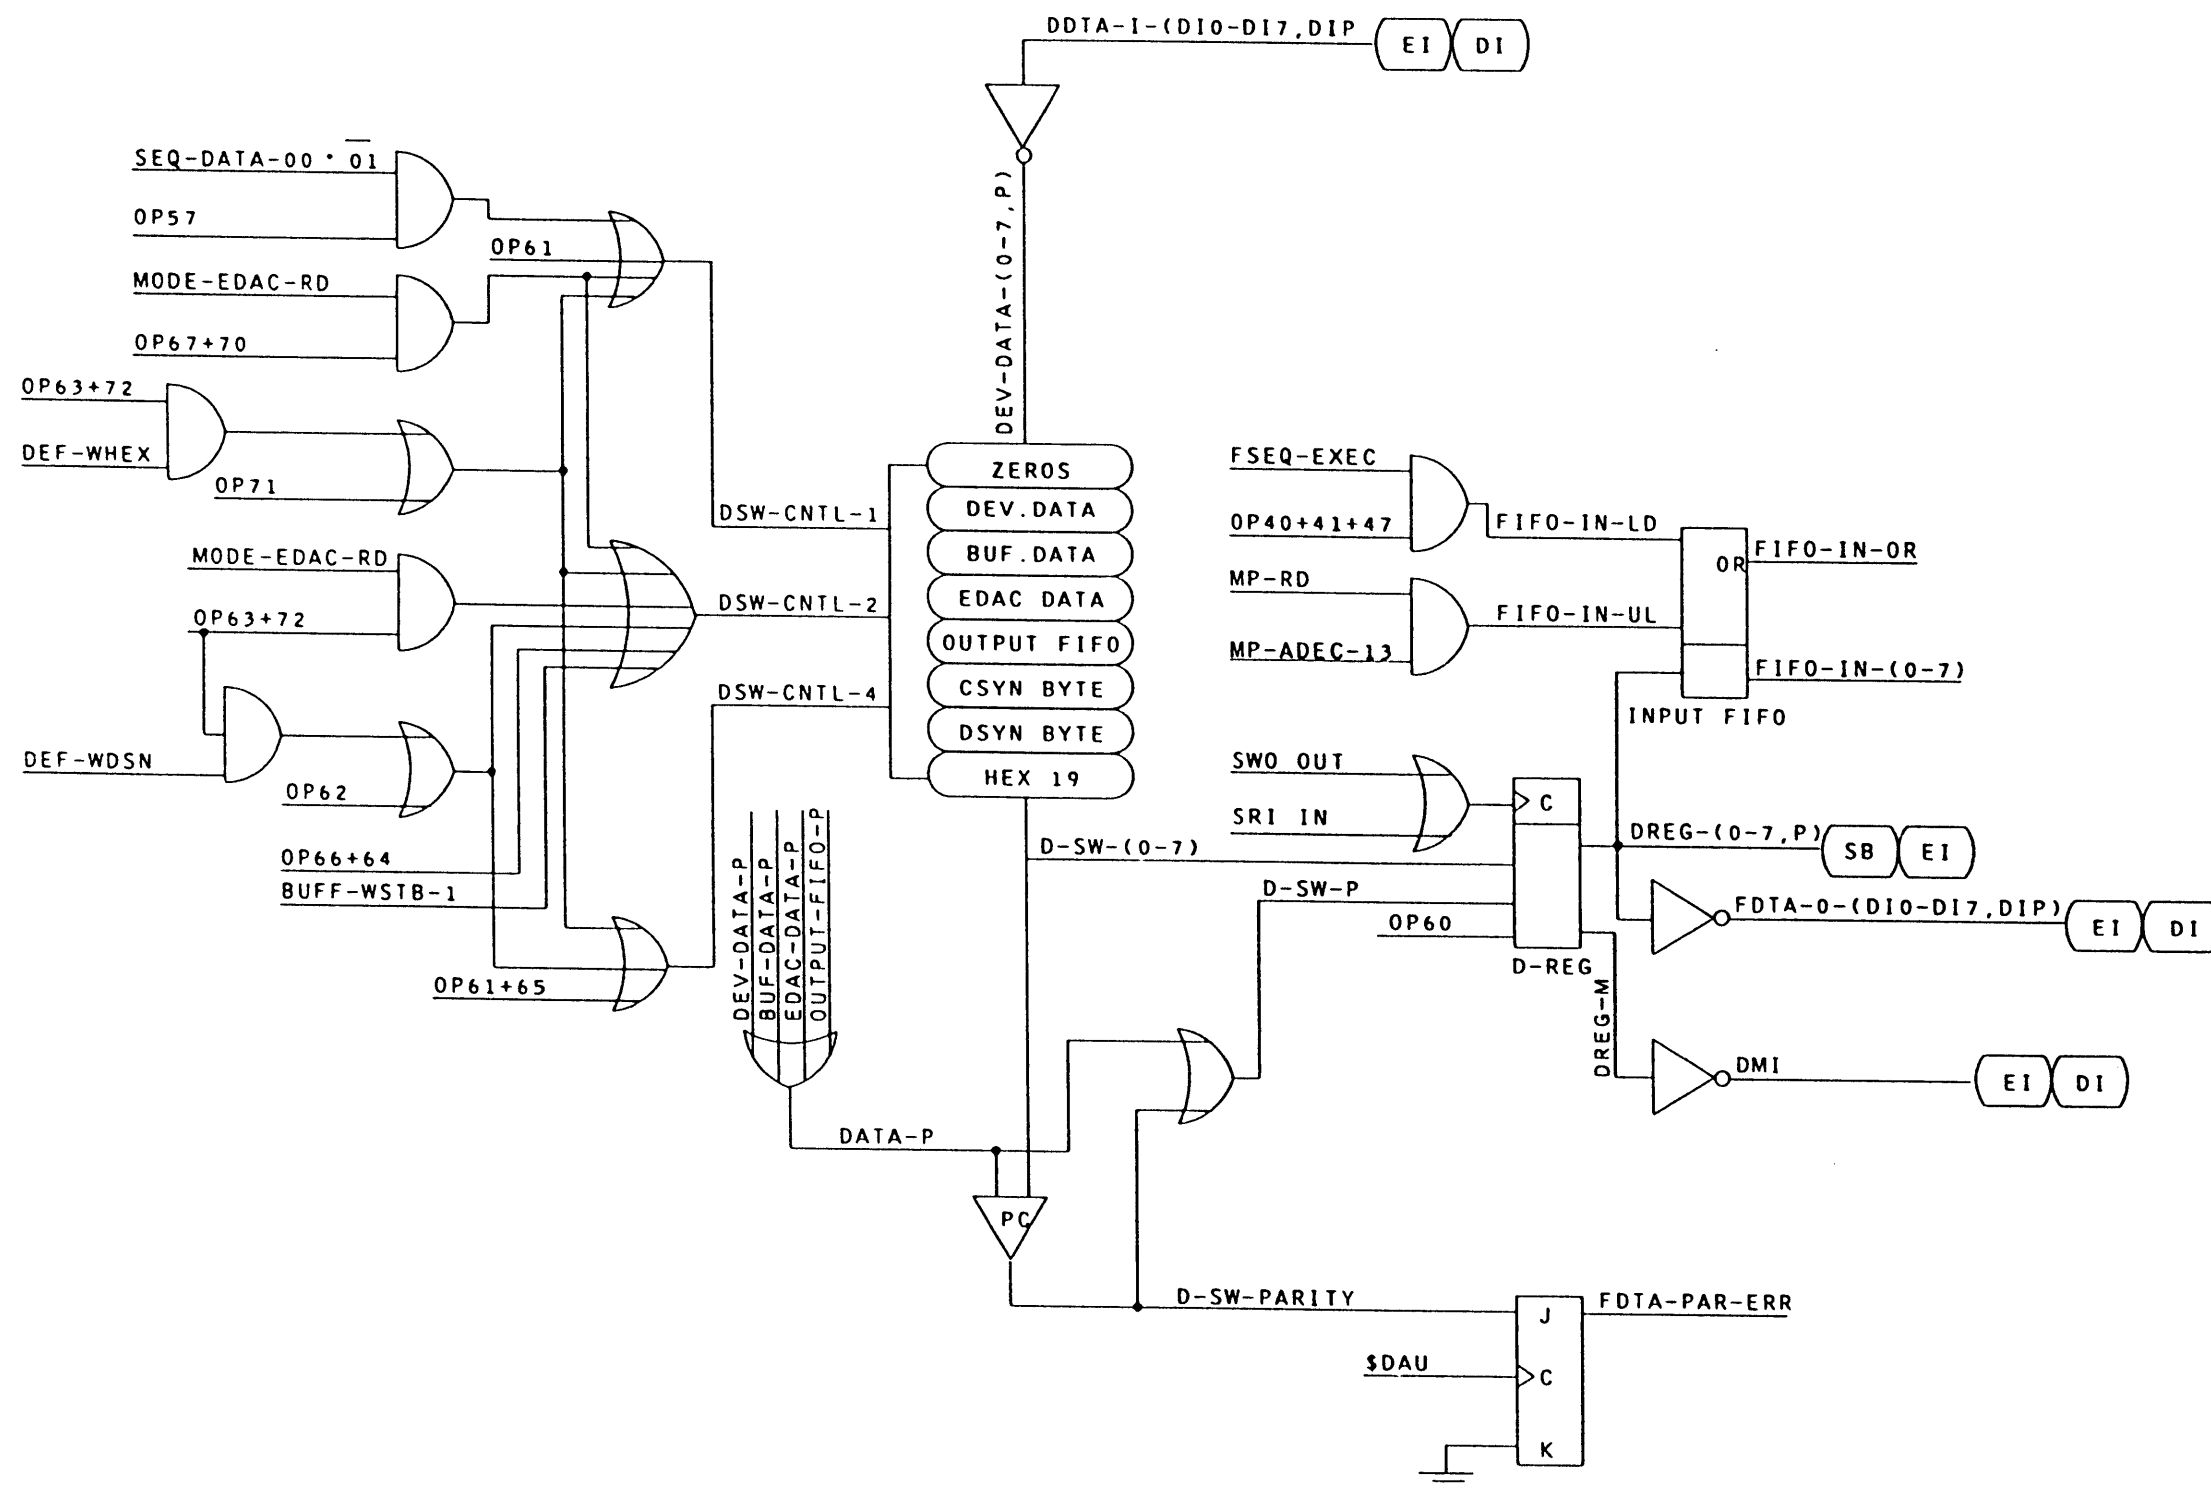 DDTA-I-(DI0-DI7,DIP
EI
DI
SEQ-DATA-00 · 0̅1̅
OP57
OP61
MODE-EDAC-RD
OP67+70
OP63+72
DEF-WHEX
OP71
MODE-EDAC-RD
OP63+72
DEF-WDSN
OP62
OP66+64
BUFF-WSTB-1
OP61+65
DSW-CNTL-1
DSW-CNTL-2
DSW-CNTL-4
DEV-DATA-(0-7,P)
ZEROS
DEV.DATA
BUF.DATA
EDAC DATA
OUTPUT FIFO
CSYN BYTE
DSYN BYTE
HEX 19
DEV-DATA-P
BUF-DATA-P
EDAC-DATA-P
OUTPUT-FIFO-P
DATA-P
PC
D-SW-(0-7)
D-SW-P
OP60
D-SW-PARITY
FSEQ-EXEC
OP40+41+47
FIFO-IN-LD
MP-RD
MP-ADEC-13
FIFO-IN-UL
OR
FIFO-IN-OR
FIFO-IN-(0-7)
INPUT FIFO
SWO OUT
SRI IN
C
D-REG
DREG-(0-7,P)
SB
EI
FDTA-O-(DI0-DI7,DIP)
EI
DI
DREG-M
DMI
EI
DI
J
FDTA-PAR-ERR
$DAU
C
K